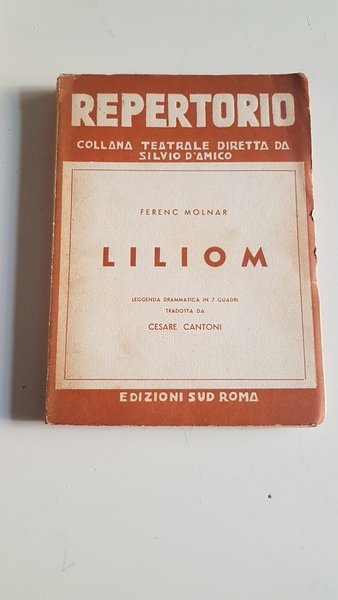 REPERTORIO
COLLANA TEATRALE DIRETTA DA
SILVIO D'AMICO
FERENC MOLNAR
LILIOM
LEGGENDA DRAMMATICA IN 7 QUADRI
TRADOTTA DA
CESARE CANTONI
EDIZIONI SUD ROMA